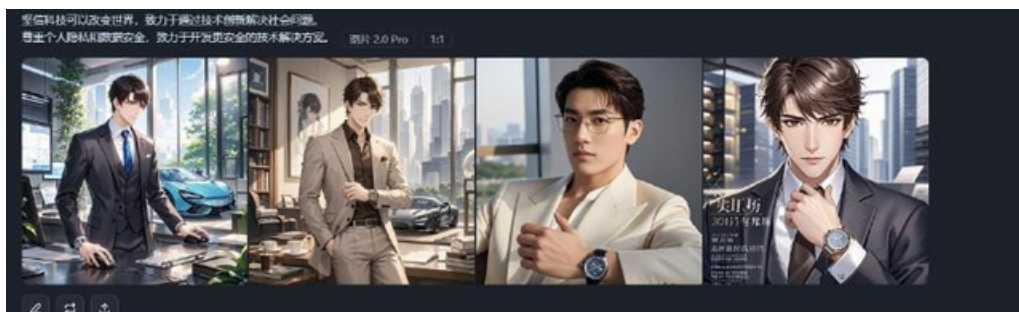 坚信科技可以改变世界，致力于通过技术创新解决社会问题。
尊重个人隐私和数据安全，致力于开发更安全的技术解决方案。 图片 2.0 Pro 1:1